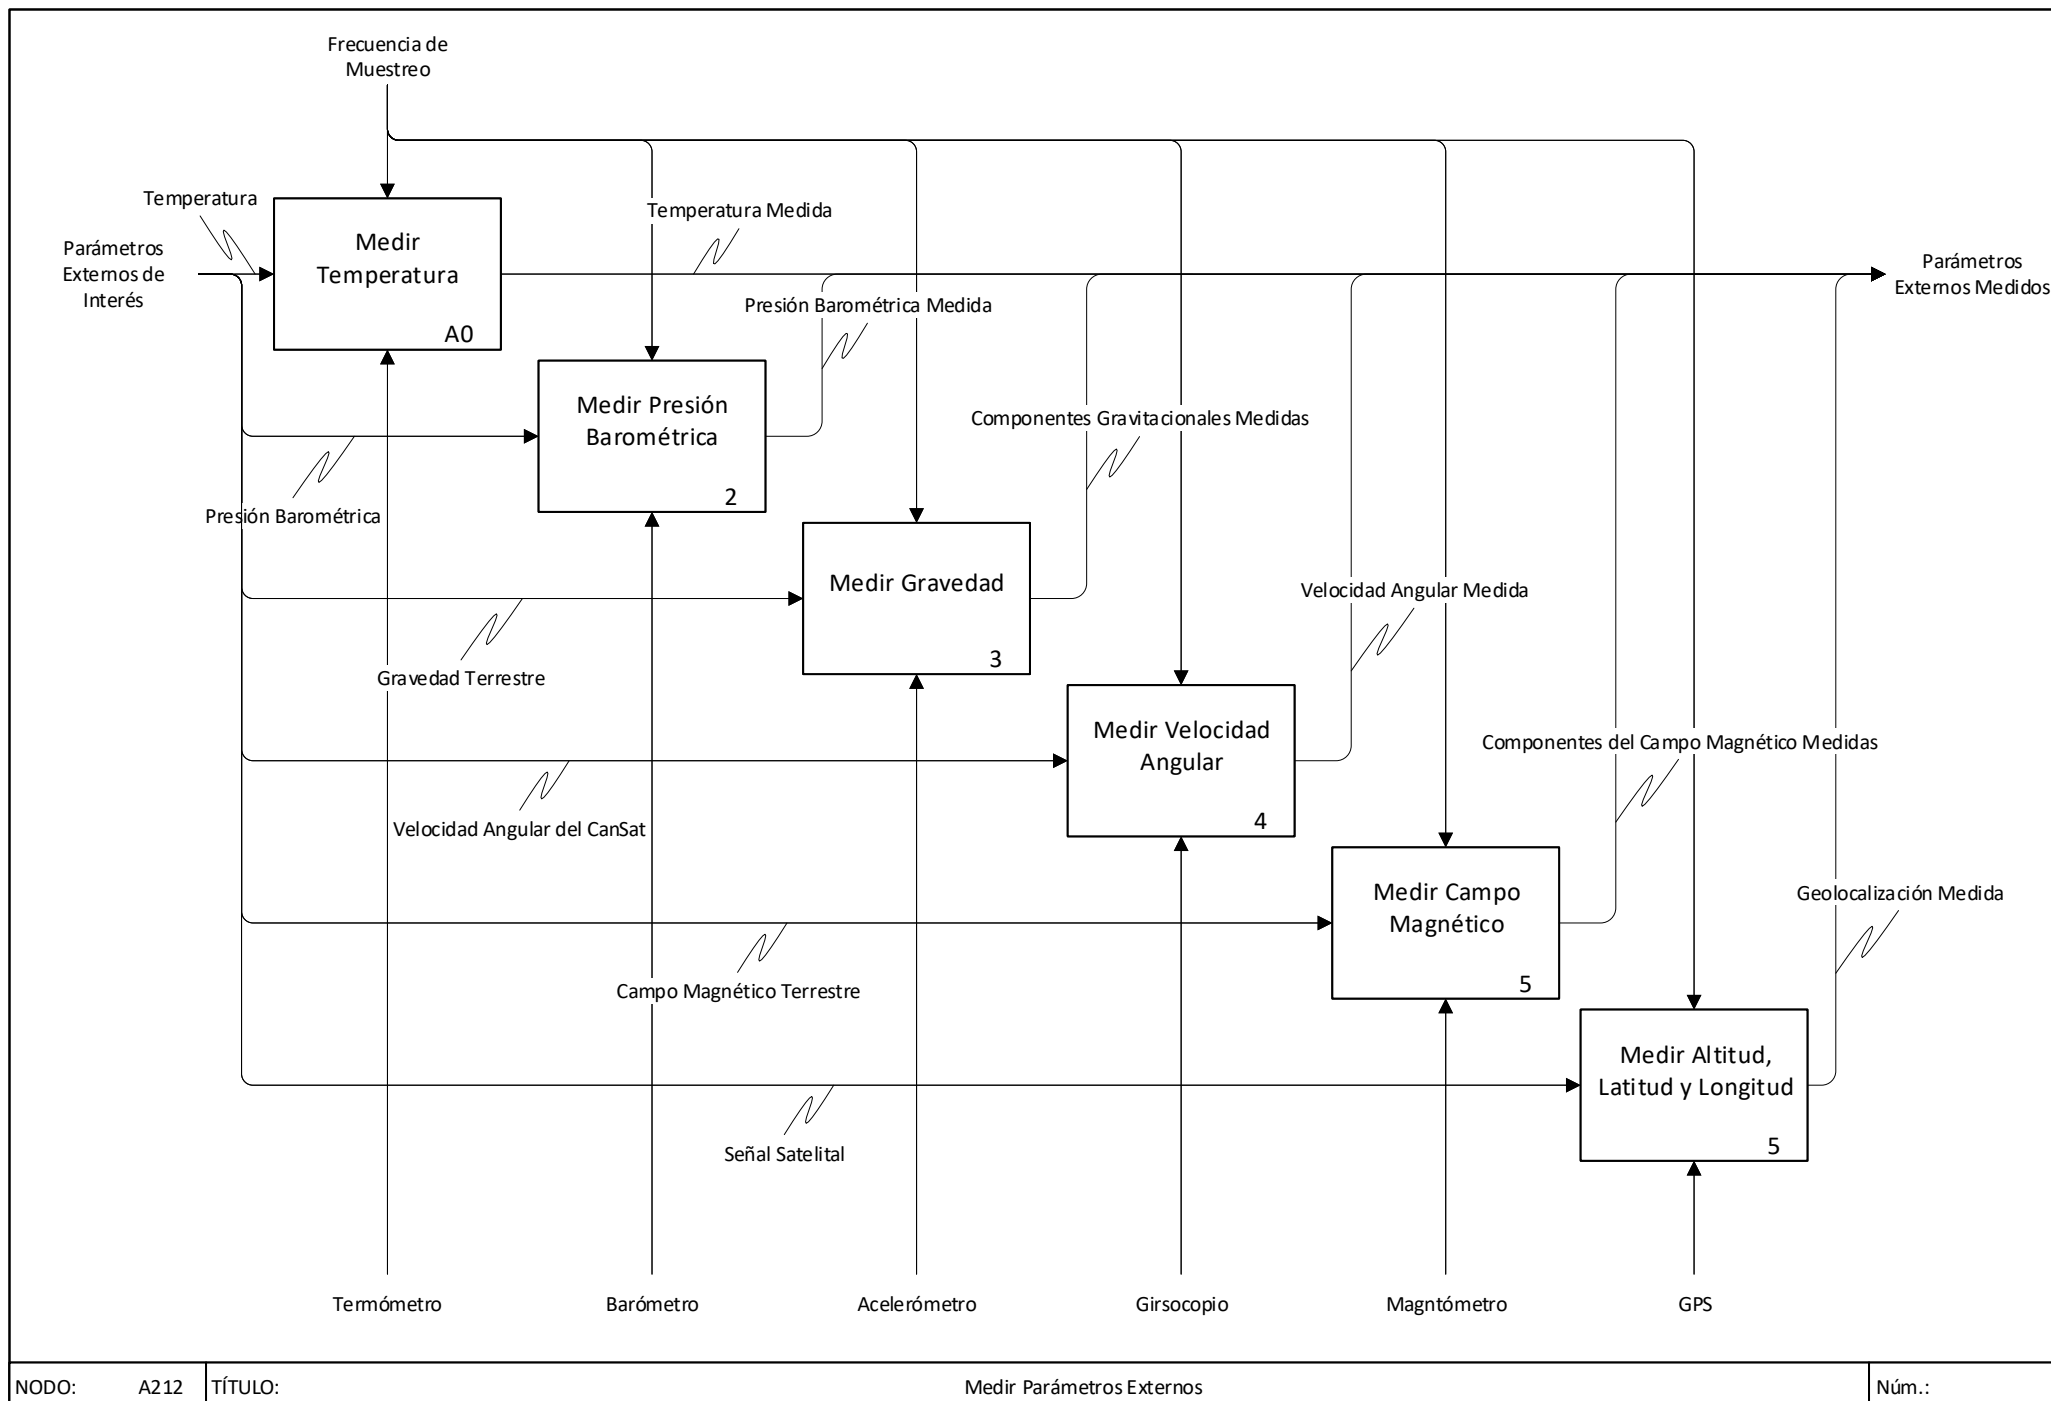 Frecuencia de
Muestreo
Temperatura
Temperatura Medida
Parámetros
Externos de
Interés
Medir
Temperatura
A0
Parámetros
Externos Medidos
Presión Barométrica Medida
Medir Presión
Barométrica
2
Componentes Gravitacionales Medidas
Presión Barométrica
Medir Gravedad
3
Velocidad Angular Medida
Gravedad Terrestre
Medir Velocidad
Angular
4
Componentes del Campo Magnético Medidas
Velocidad Angular del CanSat
Medir Campo
Magnético
5
Geolocalización Medida
Campo Magnético Terrestre
Medir Altitud,
Latitud y Longitud
5
Señal Satelital
Termómetro
Barómetro
Acelerómetro
Girsocopio
Magntómetro
GPS
NODO: A212 TÍTULO: Medir Parámetros Externos Núm.: